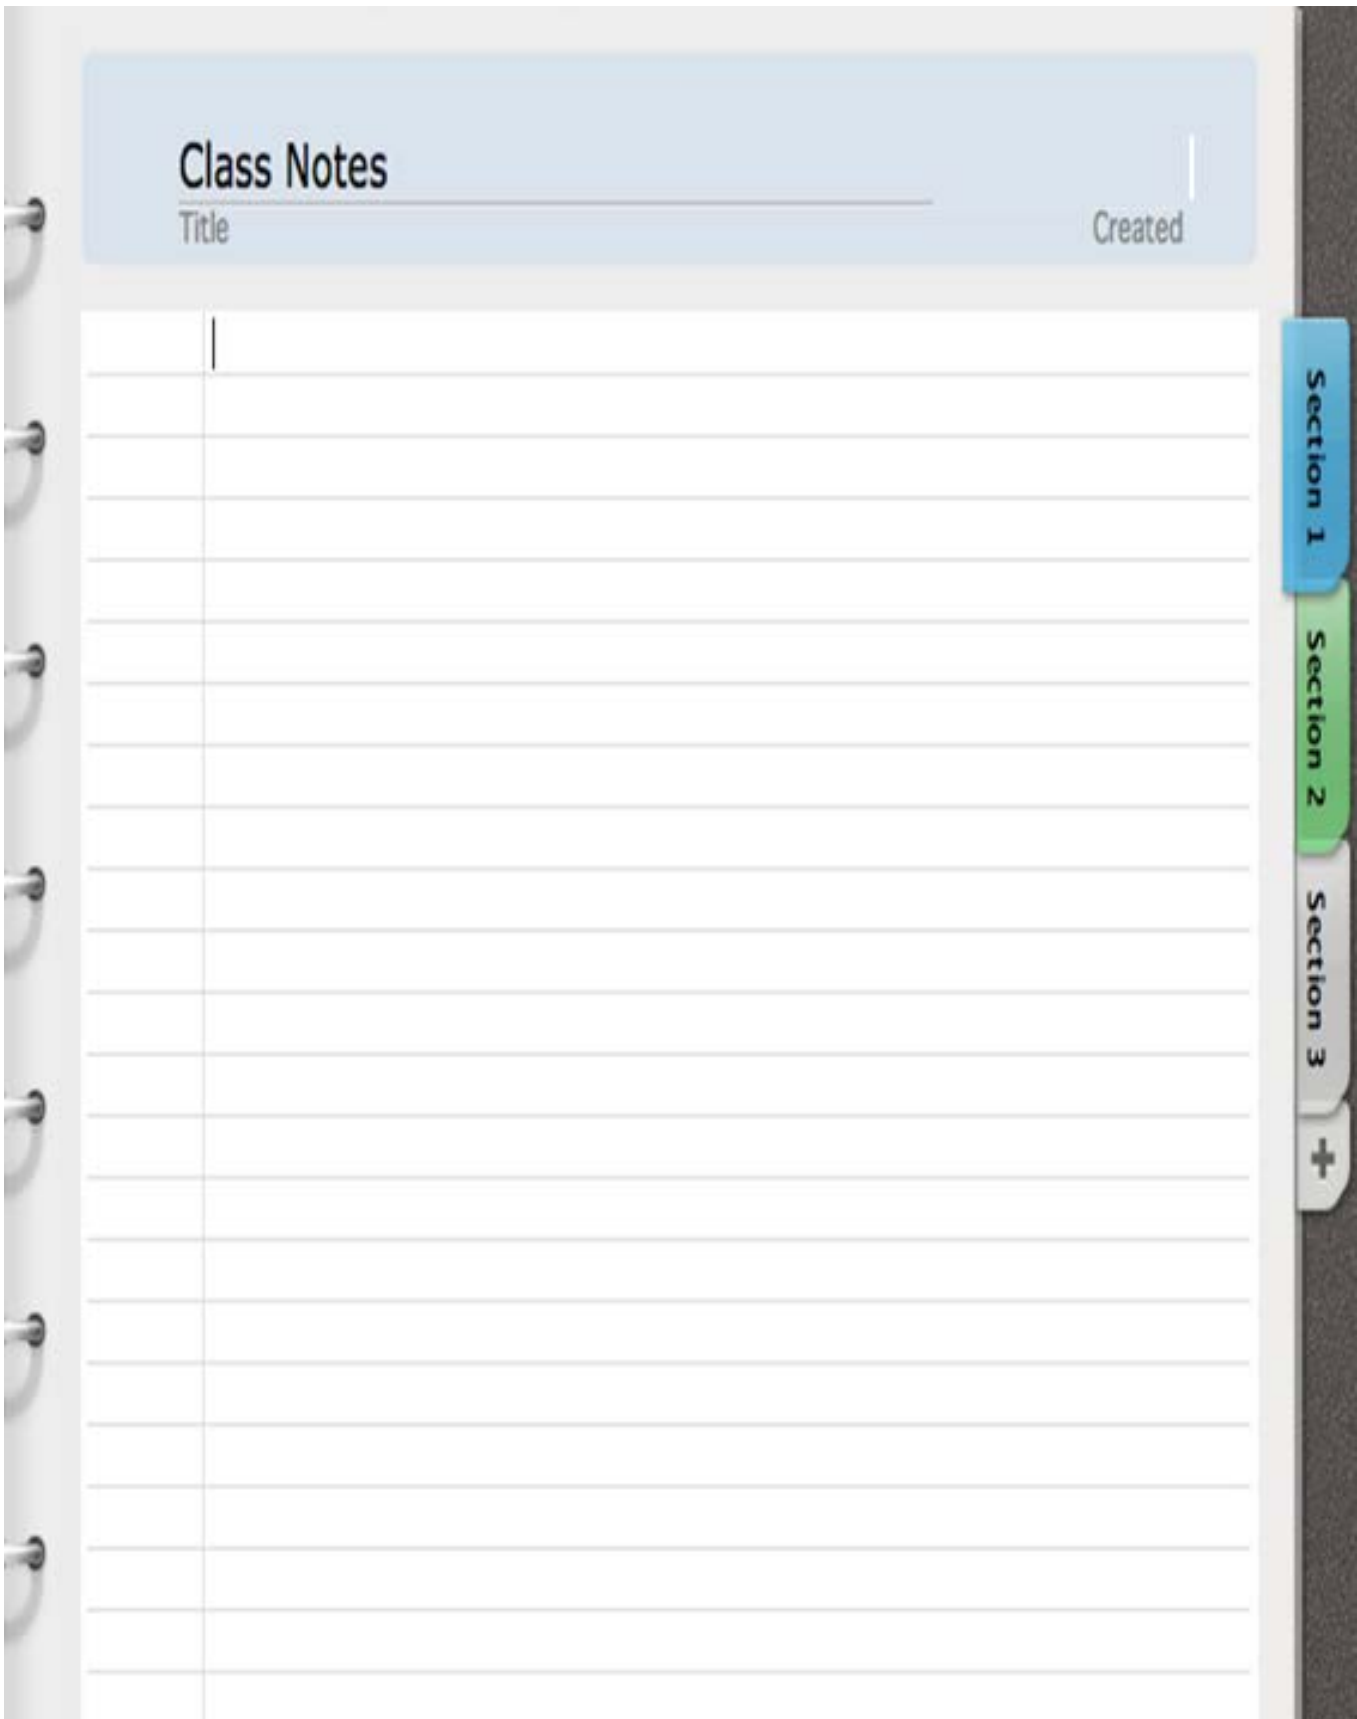 Class Notes
Title
Created
Section 1
Section 2
Section 3
+